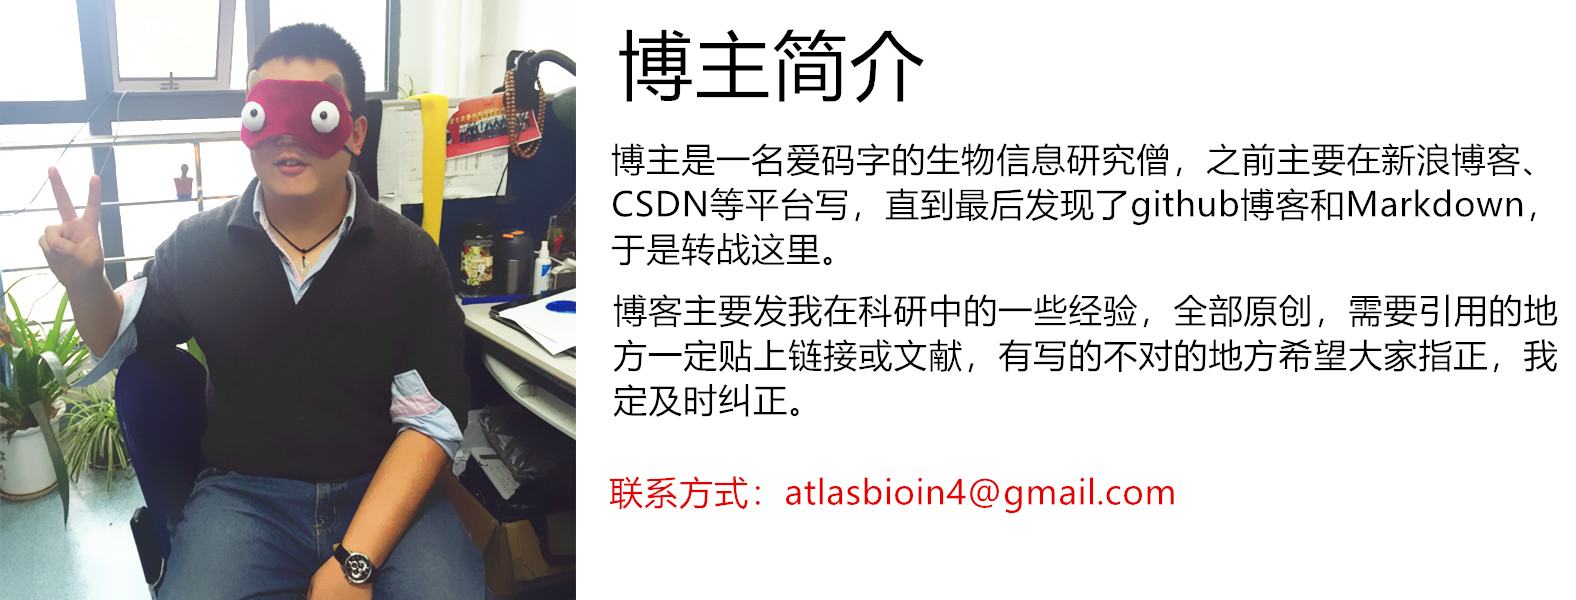 博主简介
博主是一名爱码字的生物信息研究僧，之前主要在新浪博客、
CSDN等平台写，直到最后发现了github博客和Markdown，
于是转战这里。
博客主要发我在科研中的一些经验，全部原创，需要引用的地
方一定贴上链接或文献，有写的不对的地方希望大家指正，我
定及时纠正。
联系方式：atlasbioin4@gmail.com